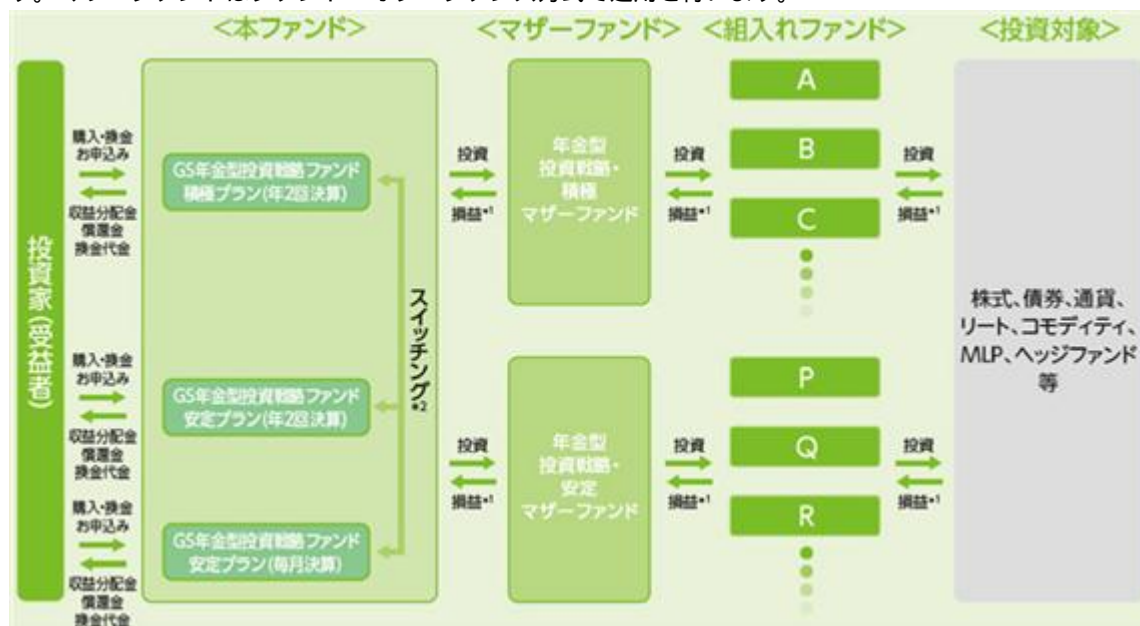 ＜本ファンド＞
＜マザーファンド＞
＜組入れファンド＞
＜投資対象＞
投資家（受益者）
購入・換金
お申込み
収益分配金
償還金
換金代金
GS年金型投資戦略ファンド
積極プラン（年2回決算）
購入・換金
お申込み
収益分配金
償還金
換金代金
GS年金型投資戦略ファンド
安定プラン（年2回決算）
購入・換金
お申込み
収益分配金
償還金
換金代金
GS年金型投資戦略ファンド
安定プラン（毎月決算）
スイッチング*2
投資
損益*1
年金型
投資戦略・
積極
マザーファンド
投資
損益*1
A
B
C
投資
損益*1
投資
損益*1
年金型
投資戦略・
安定
マザーファンド
投資
損益*1
P
Q
R
投資
損益*1
株式、債券、通貨、
リート、コモディティ、
MLP、ヘッジファンド
等